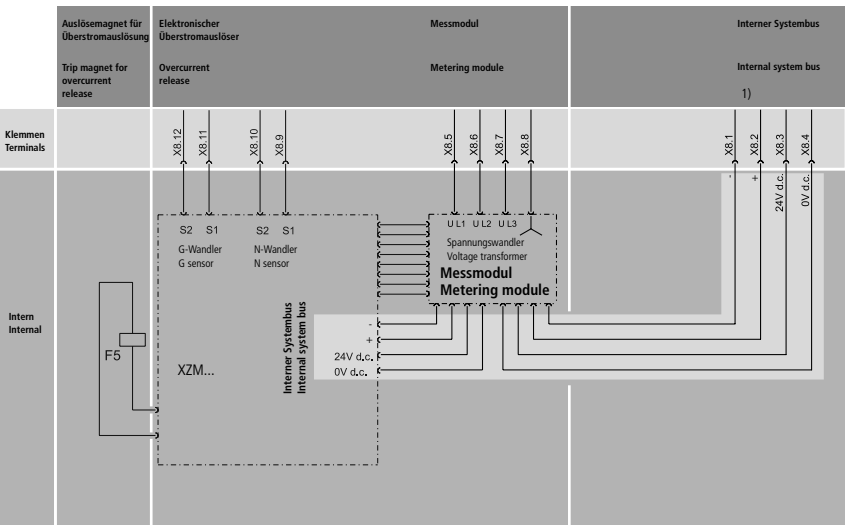 Auslösemagnet für
Überstromauslösung
Trip magnet for
overcurrent
release
Elektronischer
Überstromauslöser
Overcurrent
release
Messmodul
Metering module
Interner Systembus
Internal system bus
1)
Klemmen
Terminals
X8.12
X8.11
X8.10
X8.9
X8.5
X8.6
X8.7
X8.8
X8.1
X8.2
X8.3
X8.4
-
+
24V d.c.
0V d.c.
Intern
Internal
S2 S1
G-Wandler
G sensor
S2 S1
N-Wandler
N sensor
U L1 U L2 U L3
Spannungswandler
Voltage transformer
Messmodul
Metering module
Interner Systembus
Internal system bus
-
+
24V d.c.
0V d.c.
F5
XZM...